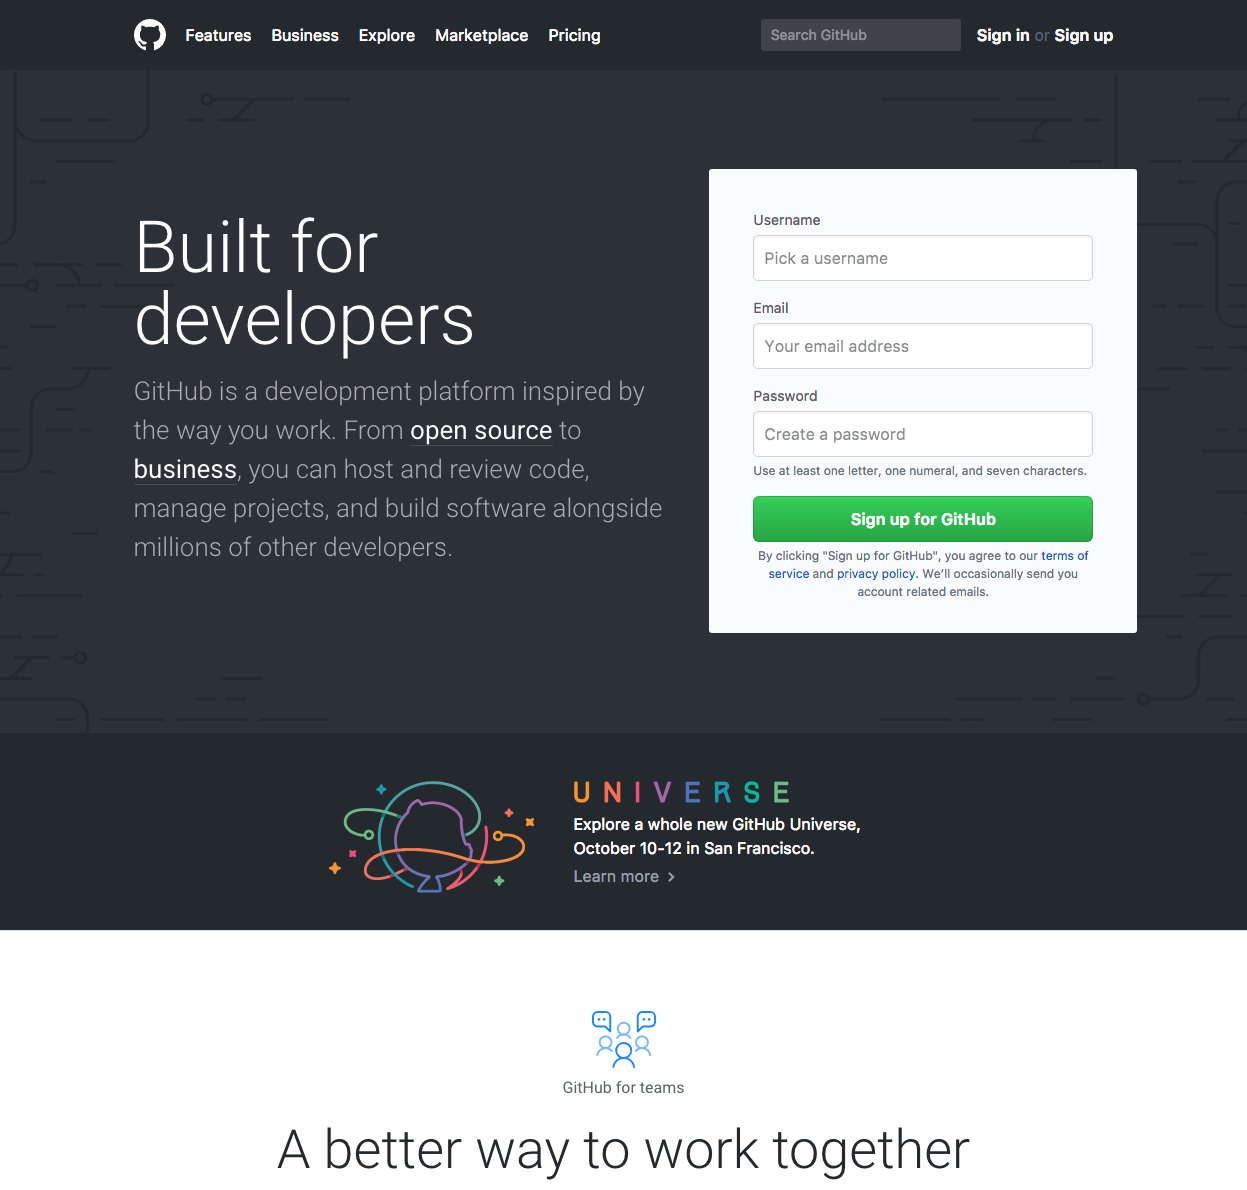 Features Business Explore Marketplace Pricing Search GitHub Sign in or Sign up
Built for
developers
GitHub is a development platform inspired by
the way you work. From open source to
business, you can host and review code,
manage projects, and build software alongside
millions of other developers.
Username
Pick a username
Email
Your email address
Password
Create a password
Use at least one letter, one numeral, and seven characters.
Sign up for GitHub
By clicking "Sign up for GitHub", you agree to our terms of
service and privacy policy. We’ll occasionally send you
account related emails.
UNIVERSE
Explore a whole new GitHub Universe,
October 10-12 in San Francisco.
Learn more
GitHub for teams
A better way to work together